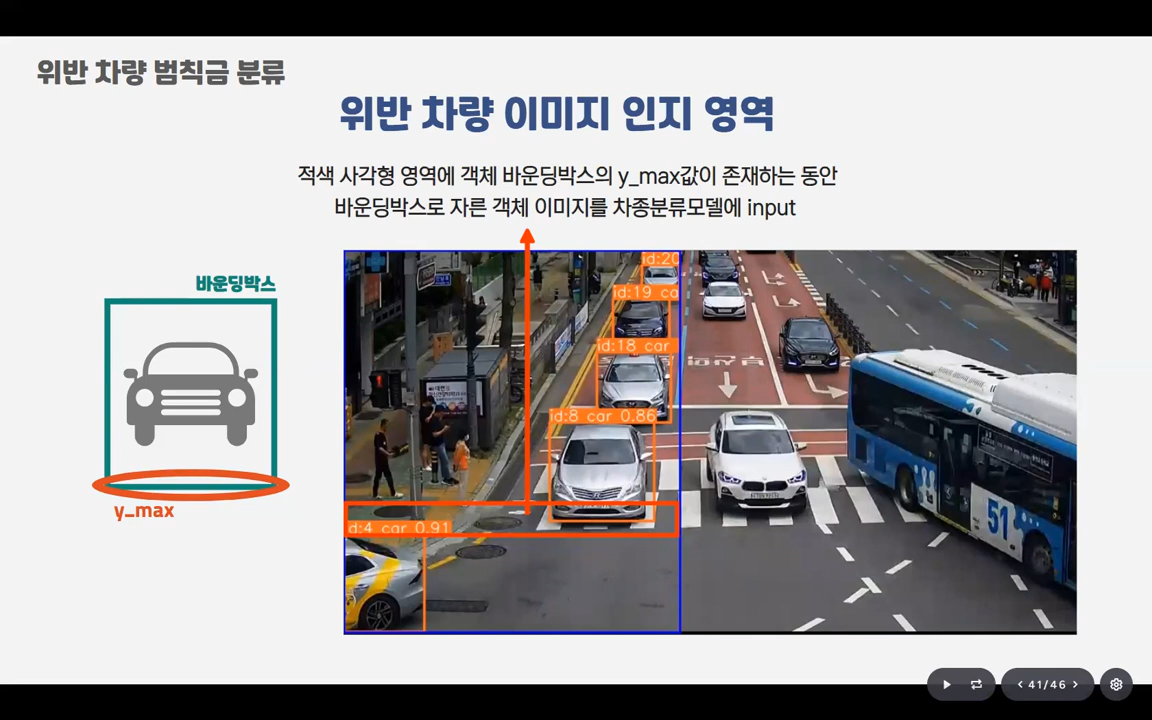 위반 차량 범칙금 분류
위반 차량 이미지 인지 영역
적색 사각형 영역에 객체 바운딩박스의 y_max값이 존재하는 동안
바운딩박스로 자른 객체 이미지를 차종분류모델에 input
바운딩박스
y_max
id:20
id:19 ca
id:18 car
id:8 car 0.86
d:4 car 0.91
51
41/46